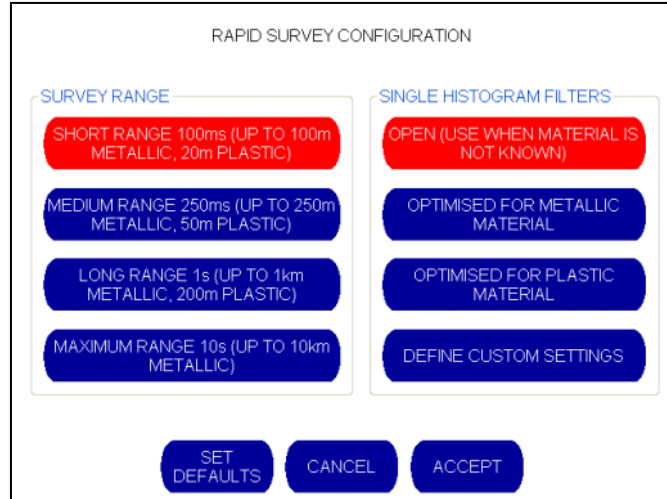 RAPID SURVEY CONFIGURATION
SURVEY RANGE
SHORT RANGE 100ms (UP TO 100m
METALLIC, 20m PLASTIC)
MEDIUM RANGE 250ms (UP TO 250m
METALLIC, 50m PLASTIC)
LONG RANGE 1s (UP TO 1km
METALLIC, 200m PLASTIC)
MAXIMUM RANGE 10s (UP TO 10km
METALLIC)
SINGLE HISTOGRAM FILTERS
OPEN (USE WHEN MATERIAL IS
NOT KNOWN)
OPTIMISED FOR METALLIC
MATERIAL
OPTIMISED FOR PLASTIC
MATERIAL
DEFINE CUSTOM SETTINGS
SET
DEFAULTS
CANCEL
ACCEPT